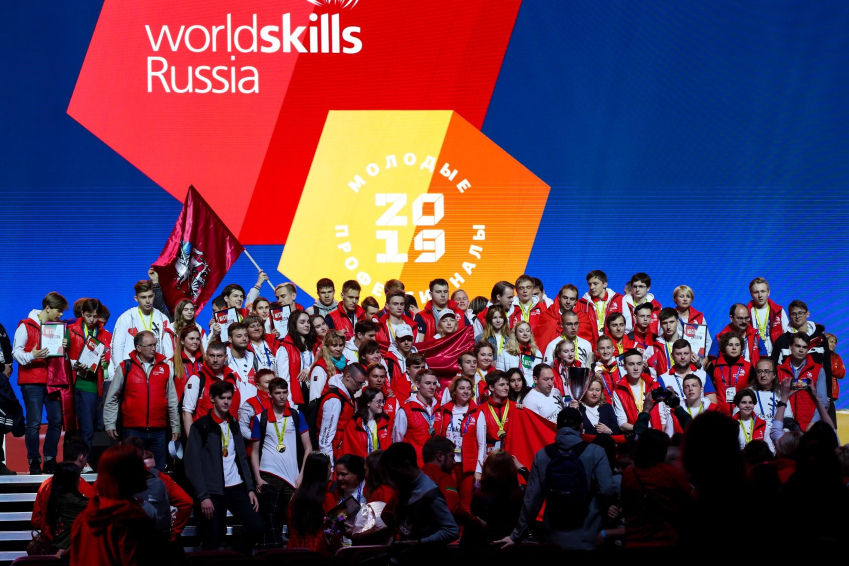 worldskills
Russia
МОЛОДЫЕ
ПРОФЕССИОНАЛЫ
2019